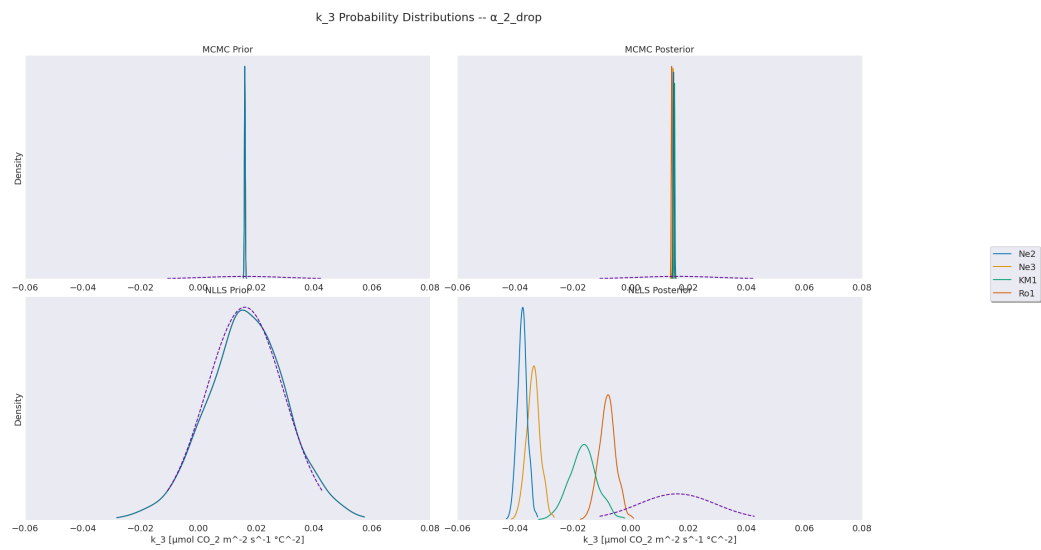 k_3 Probability Distributions -- α_2_drop
MCMC Prior
MCMC Posterior
Density
−0.06 −0.04 −0.02 0.00 0.02 0.04 0.06 0.08
−0.06 −0.04 −0.02 0.00 0.02 0.04 0.06 0.08
NLLS Prior
NLLS Posterior
Density
−0.06 −0.04 −0.02 0.00 0.02 0.04 0.06 0.08
−0.06 −0.04 −0.02 0.00 0.02 0.04 0.06 0.08
k_3 [μmol CO_2 m^-2 s^-1 °C^-2]
k_3 [μmol CO_2 m^-2 s^-1 °C^-2]
Ne2
Ne3
KM1
Ro1